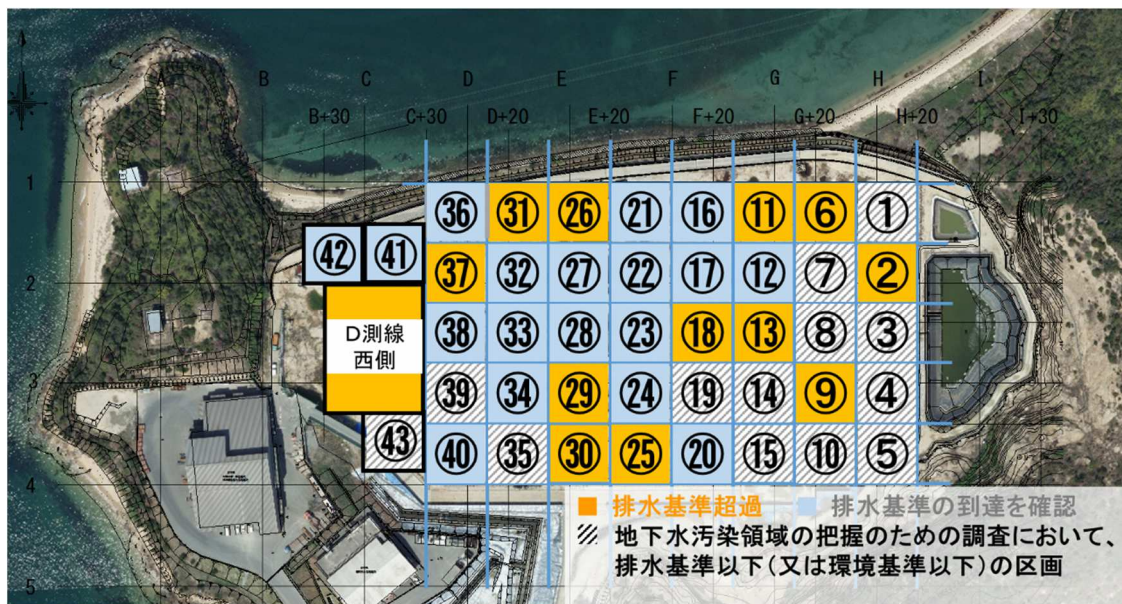 A B C D E F G H I
B+30 C+30 D+20 E+20 F+20 G+20 H+20 I+30
1 ㊱ ㉛ ㉖ ㉑ ⑯ ⑪ ⑥ ①
㊷ ㊶
2 ㊲ ㉜ ㉗ ㉒ ⑰ ⑫ ⑦ ②
D測線
西側
㊳ ㉝ ㉘ ㉓ ⑱ ⑬ ⑧ ③
3 ㊴ ㉞ ㉙ ㉔ ⑲ ⑭ ⑨ ④
㊸ ㊵ ㉟ ㉚ ㉕ ⑳ ⑮ ⑩ ⑤
4
5
排水基準超過 排水基準の到達を確認
地下水汚染領域の把握のための調査において、
排水基準以下(又は環境基準以下)の区画